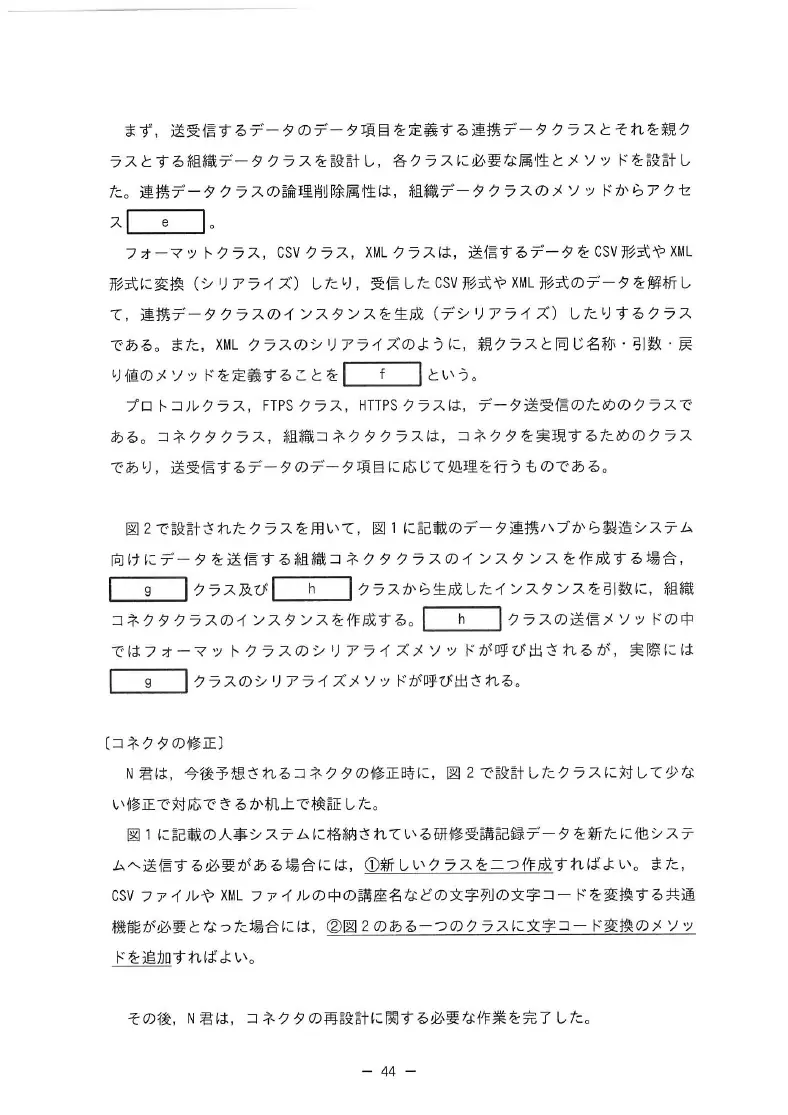 まず，送受信するデータのデータ項目を定義する連携データクラスとそれを親ク
ラスとする組織データクラスを設計し，各クラスに必要な属性とメソッドを設計し
た。連携データクラスの論理削除属性は，組織データクラスのメソッドからアクセ
ス e 。
フォーマットクラス，CSV クラス，XML クラスは，送信するデータを CSV 形式や XML
形式に変換（シリアライズ）したり，受信した CSV 形式や XML 形式のデータを解析し
て，連携データクラスのインスタンスを生成（デシリアライズ）したりするクラス
である。また，XML クラスのシリアライズのように，親クラスと同じ名称・引数・戻
り値のメソッドを定義することを f という。
プロトコルクラス，FTPS クラス，HTTPS クラスは，データ送受信のためのクラスで
ある。コネクタクラス，組織コネクタクラスは，コネクタを実現するためのクラス
であり，送受信するデータのデータ項目に応じて処理を行うものである。
図 2 で設計されたクラスを用いて，図 1 に記載のデータ連携ハブから製造システム
向けにデータを送信する組織コネクタクラスのインスタンスを作成する場合，
g クラス及び h クラスから生成したインスタンスを引数に，組織
コネクタクラスのインスタンスを作成する。 h クラスの送信メソッドの中
ではフォーマットクラスのシリアライズメソッドが呼び出されるが，実際には
g クラスのシリアライズメソッドが呼び出される。
〔コネクタの修正〕
N 君は，今後予想されるコネクタの修正時に，図 2 で設計したクラスに対して少な
い修正で対応できるか机上で検証した。
図 1 に記載の人事システムに格納されている研修受講記録データを新たに他システ
ムへ送信する必要がある場合には，①新しいクラスを二つ作成すればよい。また，
CSV ファイルや XML ファイルの中の講座名などの文字列の文字コードを変換する共通
機能が必要となった場合には，②図 2 のある一つのクラスに文字コード変換のメソッ
ドを追加すればよい。
その後，N 君は，コネクタの再設計に関する必要な作業を完了した。
－ 44 －